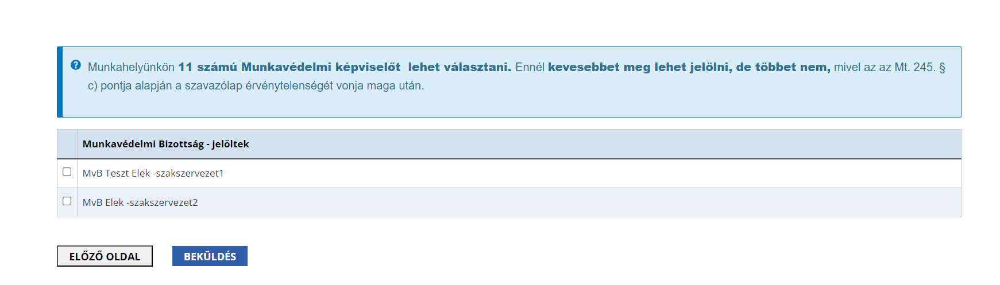 Munkahelyünkön 11 számú Munkavédelmi képviselőt lehet választani. Ennél kevesebbet meg lehet jelölni, de többet nem, mivel az az Mt. 245. §
c) pontja alapján a szavazólap érvénytelenségét vonja maga után.
Munkavédelmi Bizottság - jelöltek
MvB Teszt Elek -szakszervezet1
MvB Elek -szakszervezet2
ELŐZŐ OLDAL BEKÜLDÉS